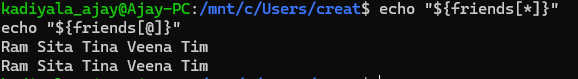 kadiyala_ajay@Ajay-PC:/mnt/c/Users/creat$ echo "${friends[*]}"
echo "${friends[@]}"
Ram Sita Tina Veena Tim
Ram Sita Tina Veena Tim